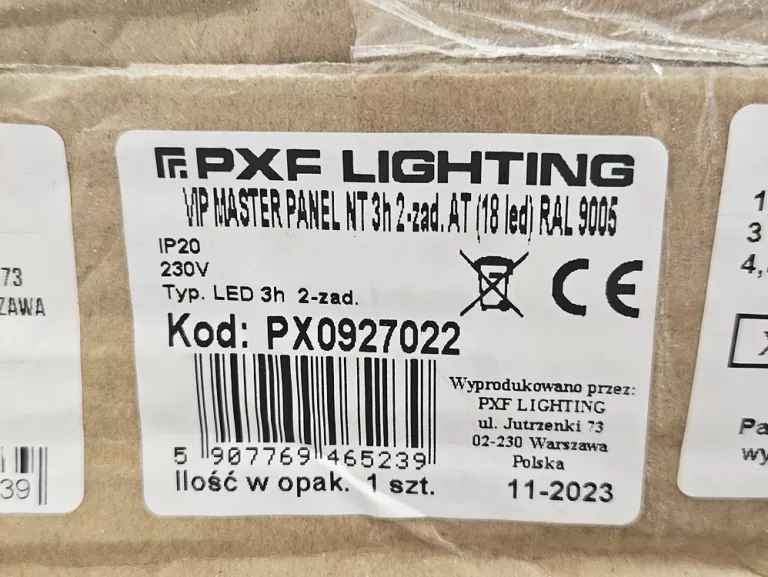 PXF LIGHTING
VIP MASTER PANEL NT 3h 2-zad. AT (18 led) RAL 9005
IP20
230V
Typ. LED 3h 2-zad.
Kod: PX0927022
5 907769 465239
Ilość w opak. 1 szt.
Wyprodukowano przez:
PXF LIGHTING
ul. Jutrzenki 73
02-230 Warszawa
Polska
11-2023
73
ZAWA
39
1
3
4,
Pa
wy